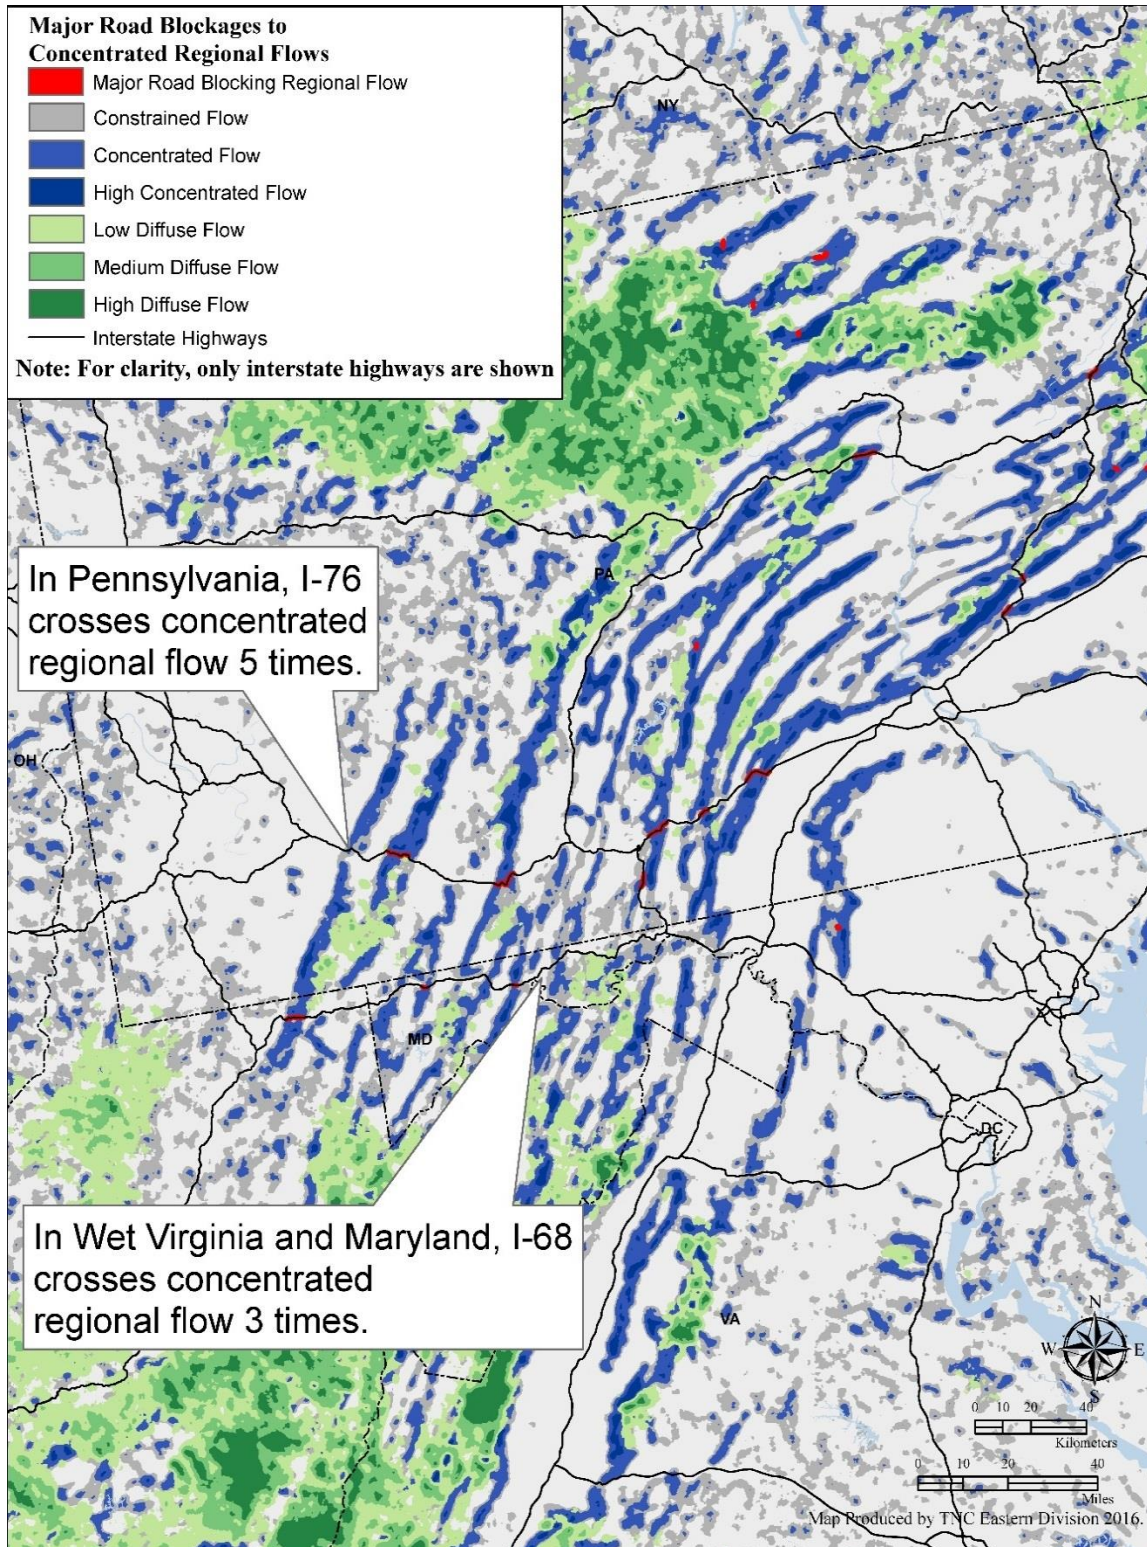 Major Road Blockages to
Concentrated Regional Flows
Major Road Blocking Regional Flow
Constrained Flow
Concentrated Flow
High Concentrated Flow
Low Diffuse Flow
Medium Diffuse Flow
High Diffuse Flow
Interstate Highways
Note: For clarity, only interstate highways are shown
NY
PA
In Pennsylvania, I-76
crosses concentrated
regional flow 5 times.
OH
MD
DC
In Wet Virginia and Maryland, I-68
crosses concentrated
regional flow 3 times.
VA
N
W E
S
0 10 20 40
Kilometers
0 10 20 40
Miles
Map Produced by TNC Eastern Division 2016.